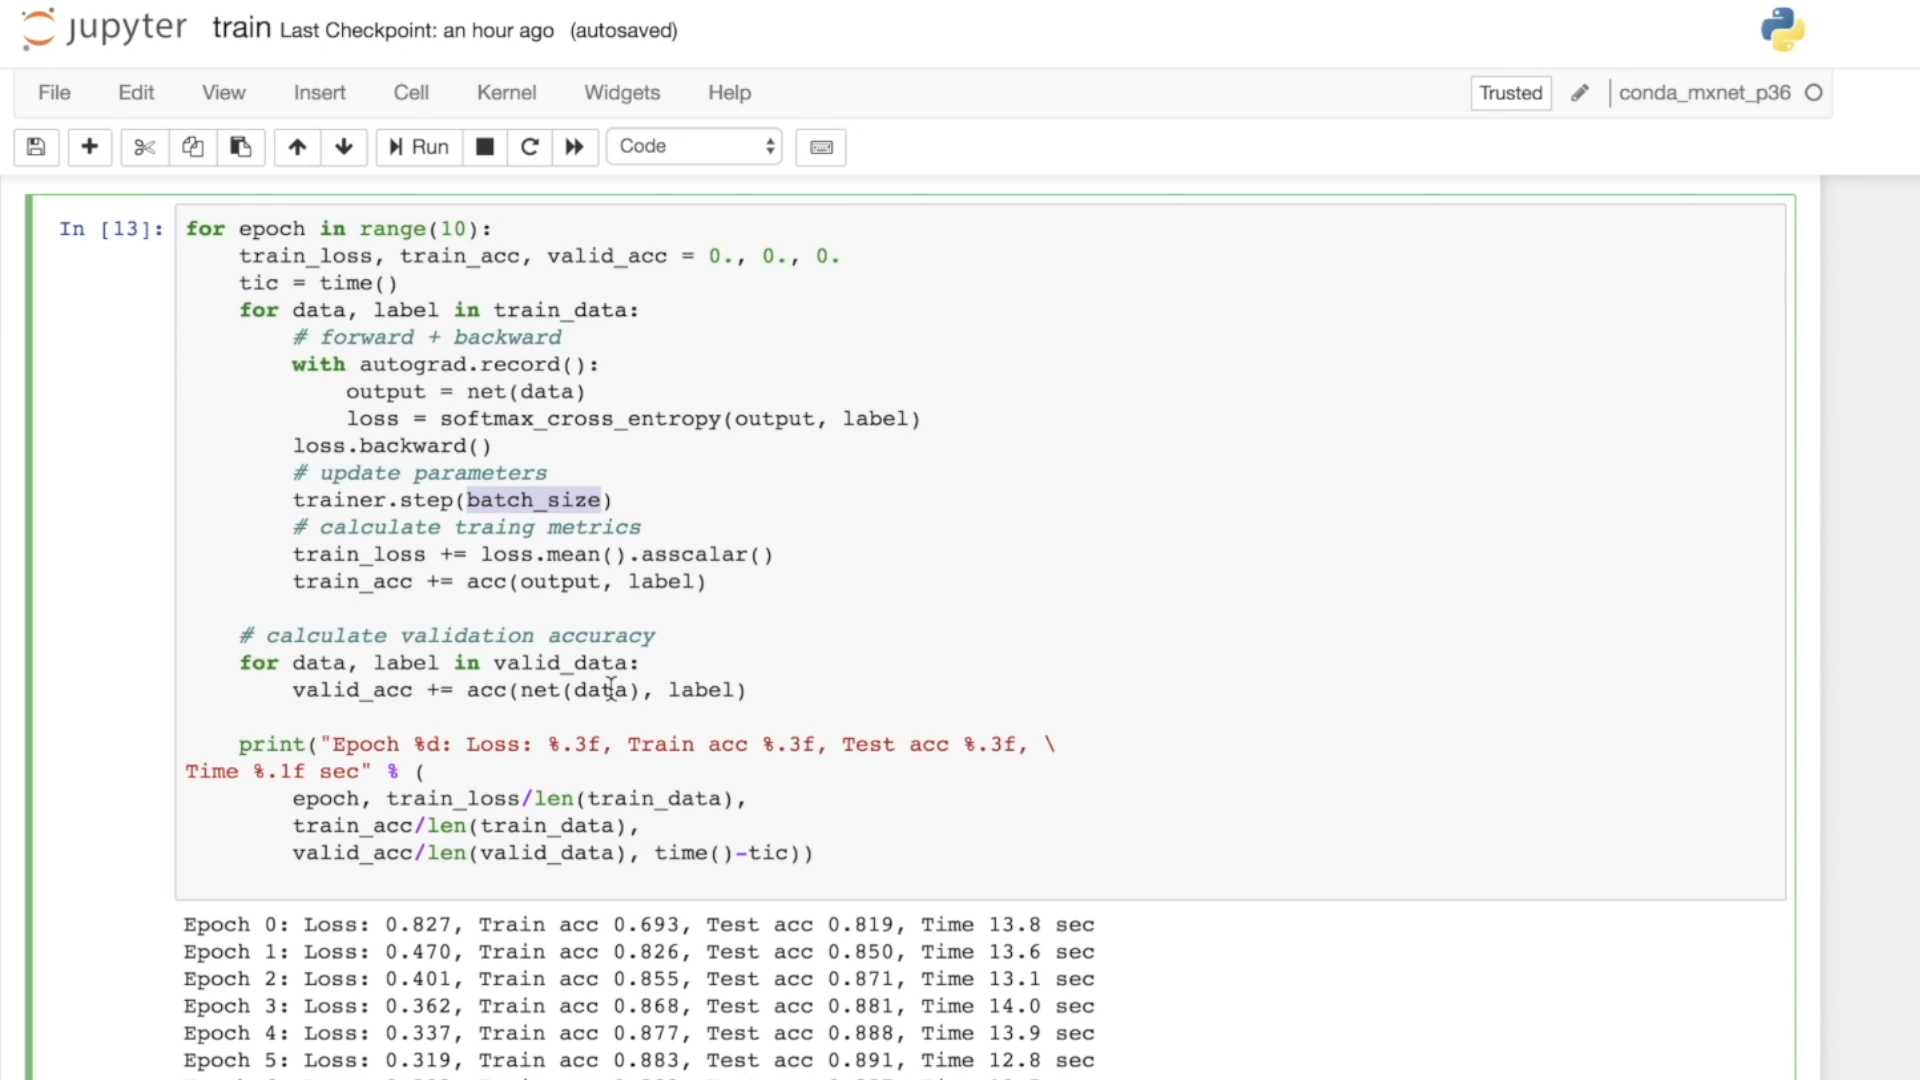 jupyter train Last Checkpoint: an hour ago (autosaved)
File Edit View Insert Cell Kernel Widgets Help Trusted conda_mxnet_p36
Run Code
In [13]: for epoch in range(10):
    train_loss, train_acc, valid_acc = 0., 0., 0.
    tic = time()
    for data, label in train_data:
        # forward + backward
        with autograd.record():
            output = net(data)
            loss = softmax_cross_entropy(output, label)
        loss.backward()
        # update parameters
        trainer.step(batch_size)
        # calculate traing metrics
        train_loss += loss.mean().asscalar()
        train_acc += acc(output, label)
    # calculate validation accuracy
    for data, label in valid_data:
        valid_acc += acc(net(data), label)
    print("Epoch %d: Loss: %.3f, Train acc %.3f, Test acc %.3f, \
Time %.1f sec" % (
        epoch, train_loss/len(train_data),
        train_acc/len(train_data),
        valid_acc/len(valid_data), time()-tic))
Epoch 0: Loss: 0.827, Train acc 0.693, Test acc 0.819, Time 13.8 sec
Epoch 1: Loss: 0.470, Train acc 0.826, Test acc 0.850, Time 13.6 sec
Epoch 2: Loss: 0.401, Train acc 0.855, Test acc 0.871, Time 13.1 sec
Epoch 3: Loss: 0.362, Train acc 0.868, Test acc 0.881, Time 14.0 sec
Epoch 4: Loss: 0.337, Train acc 0.877, Test acc 0.888, Time 13.9 sec
Epoch 5: Loss: 0.319, Train acc 0.883, Test acc 0.891, Time 12.8 sec